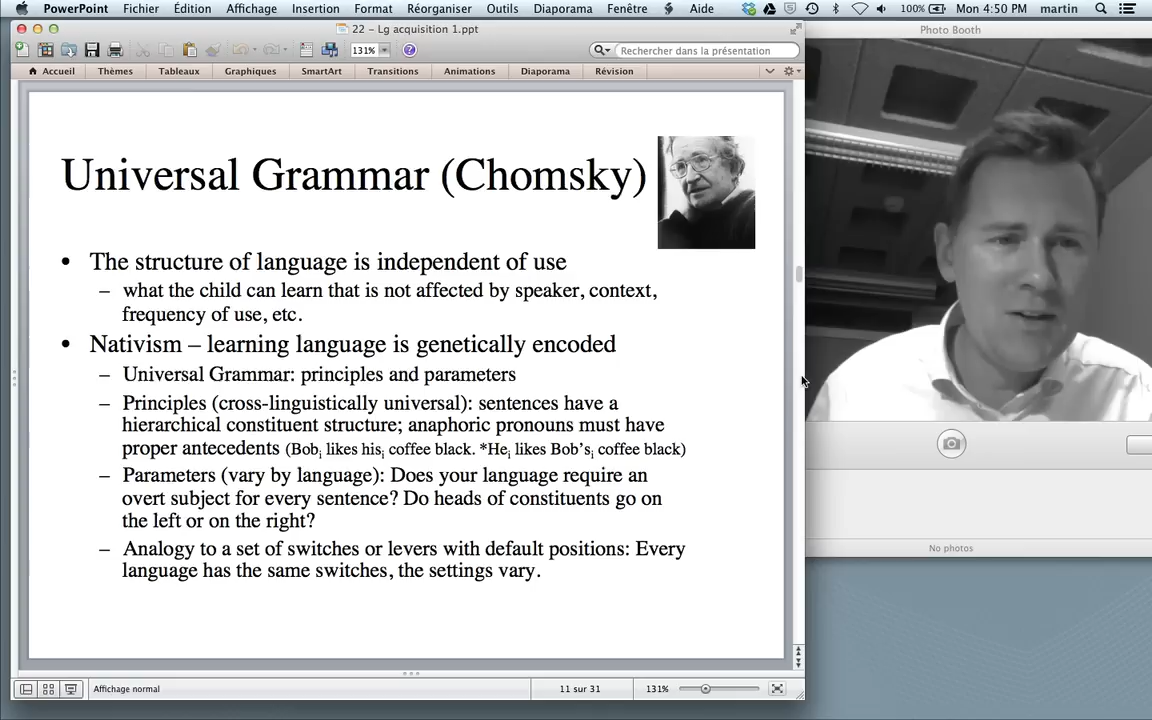 PowerPoint Fichier Édition Affichage Insertion Format Réorganiser Outils Diaporama Fenêtre Aide 100% Mon 4:50 PM martin
22 – Lg acquisition 1.ppt
Photo Booth
131% Rechercher dans la présentation
Accueil Thèmes Tableaux Graphiques SmartArt Transitions Animations Diaporama Révision
Universal Grammar (Chomsky)
• The structure of language is independent of use
– what the child can learn that is not affected by speaker, context,
frequency of use, etc.
• Nativism – learning language is genetically encoded
– Universal Grammar: principles and parameters
– Principles (cross-linguistically universal): sentences have a
hierarchical constituent structure; anaphoric pronouns must have
proper antecedents (Bobi likes hisi coffee black. *Hei likes Bob's i coffee black)
– Parameters (vary by language): Does your language require an
overt subject for every sentence? Do heads of constituents go on
the left or on the right?
– Analogy to a set of switches or levers with default positions: Every
language has the same switches, the settings vary.
No photos
Affichage normal 11 sur 31 131%